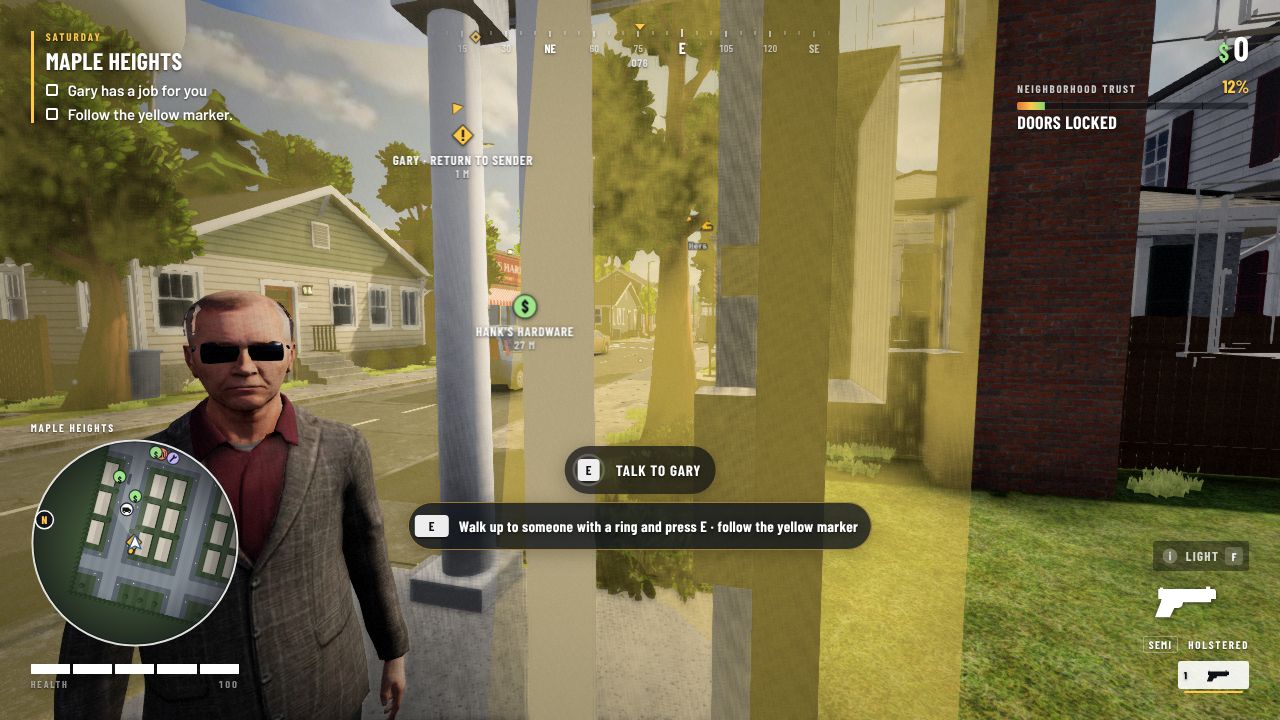 SATURDAY
MAPLE HEIGHTS
Gary has a job for you
Follow the yellow marker.
15 30 NE 60 75 E 105 120 SE
076
$ 0
NEIGHBORHOOD TRUST 12%
DOORS LOCKED
!
GARY · RETURN TO SENDER
1 M
Hers
$
HANK'S HARDWARE
27 M
MAPLE HEIGHTS
N
E TALK TO GARY
E Walk up to someone with a ring and press E · follow the yellow marker
LIGHT F
SEMI HOLSTERED
1
HEALTH 100